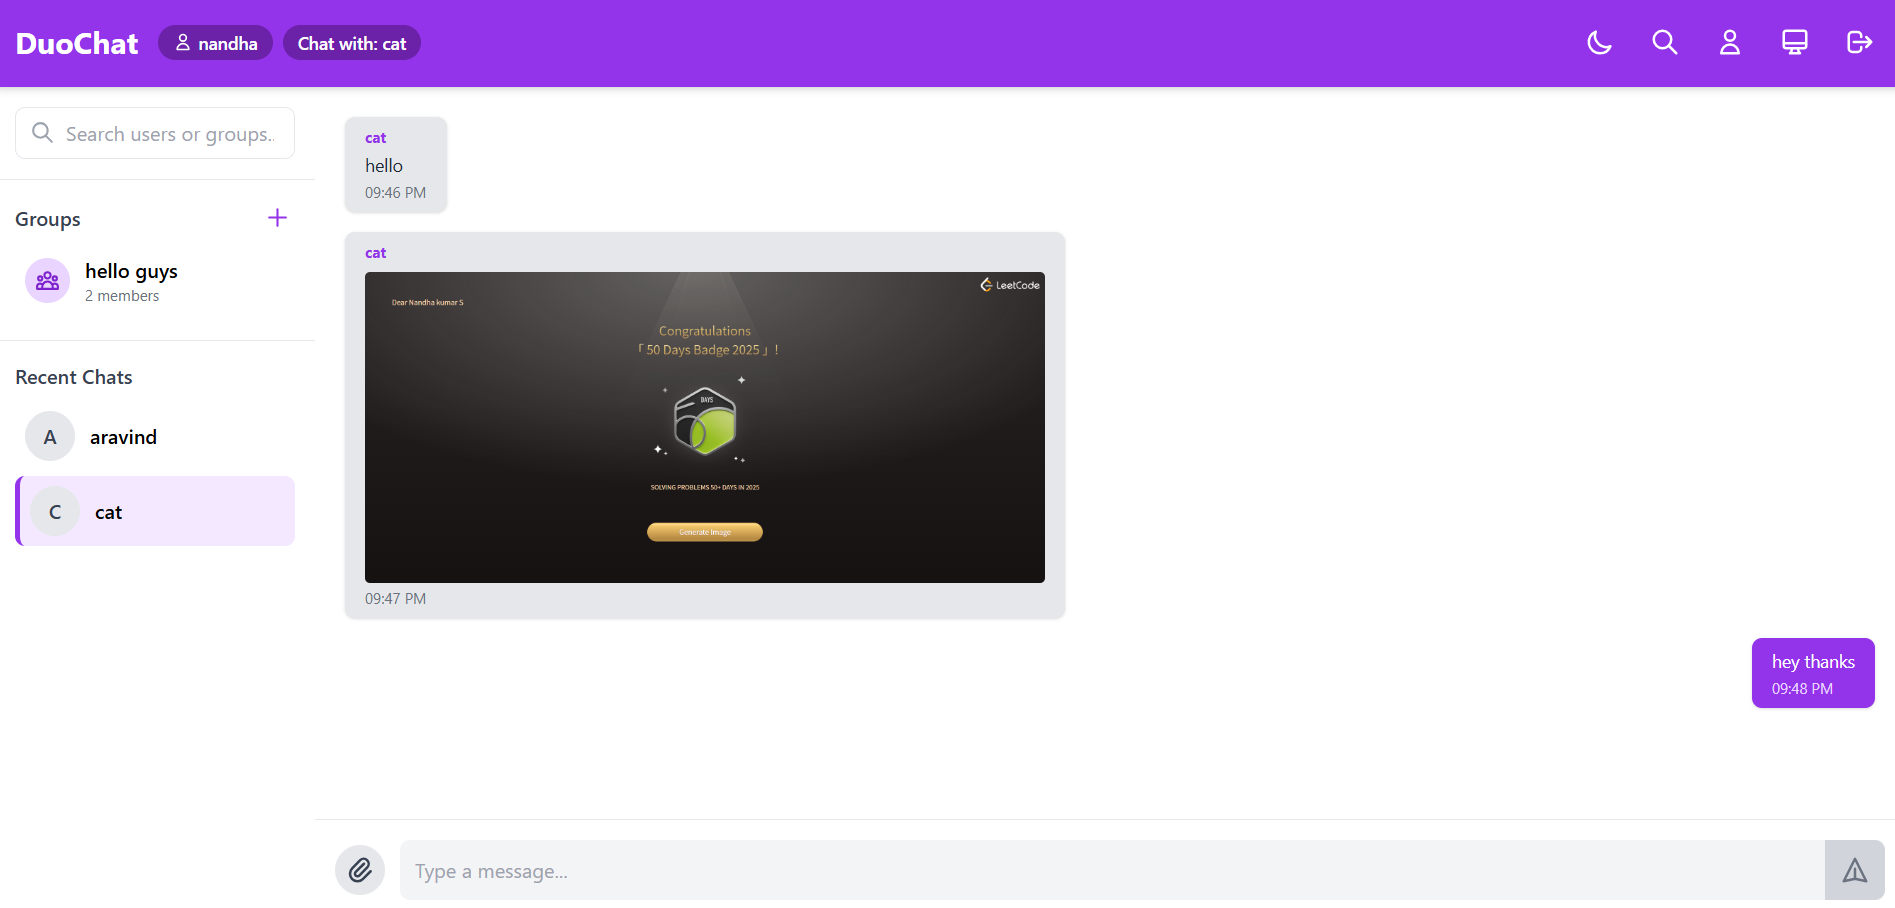 DuoChat
nandha
Chat with: cat
Search users or groups..
Groups
hello guys
2 members
Recent Chats
A
aravind
C
cat
cat
hello
09:46 PM
cat
LeetCode
Dear Nandha kumar S
Congratulations
「 50 Days Badge 2025 」 !
DAYS
SOLVING PROBLEMS 50+ DAYS IN 2025
Generate Image
09:47 PM
hey thanks
09:48 PM
Type a message...